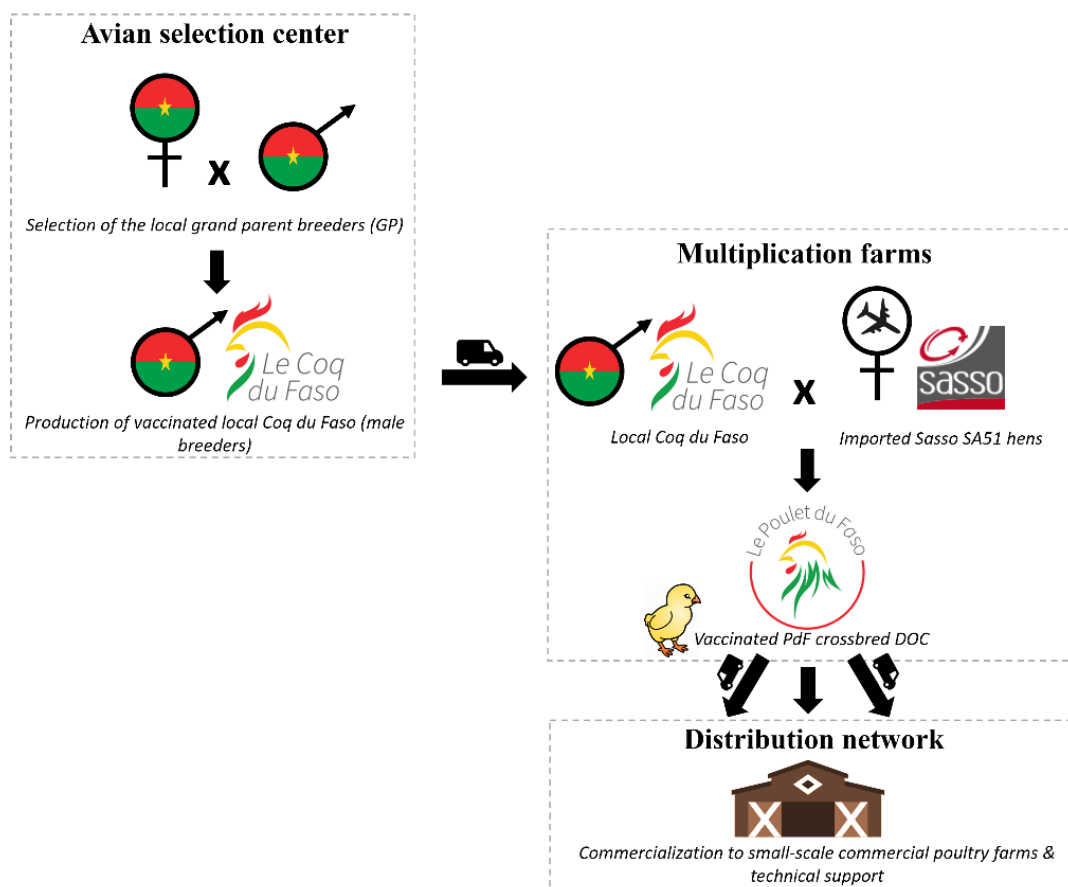 Avian selection center
X
Selection of the local grand parent breeders (GP)
Le Coq
du Faso
Production of vaccinated local Coq du Faso (male
breeders)
Multiplication farms
Le Coq
du Faso
X
sasso
Local Coq du Faso
Imported Sasso SA51 hens
Le Poulet du Faso
Vaccinated PdF crossbred DOC
Distribution network
Commercialization to small-scale commercial poultry farms &
technical support